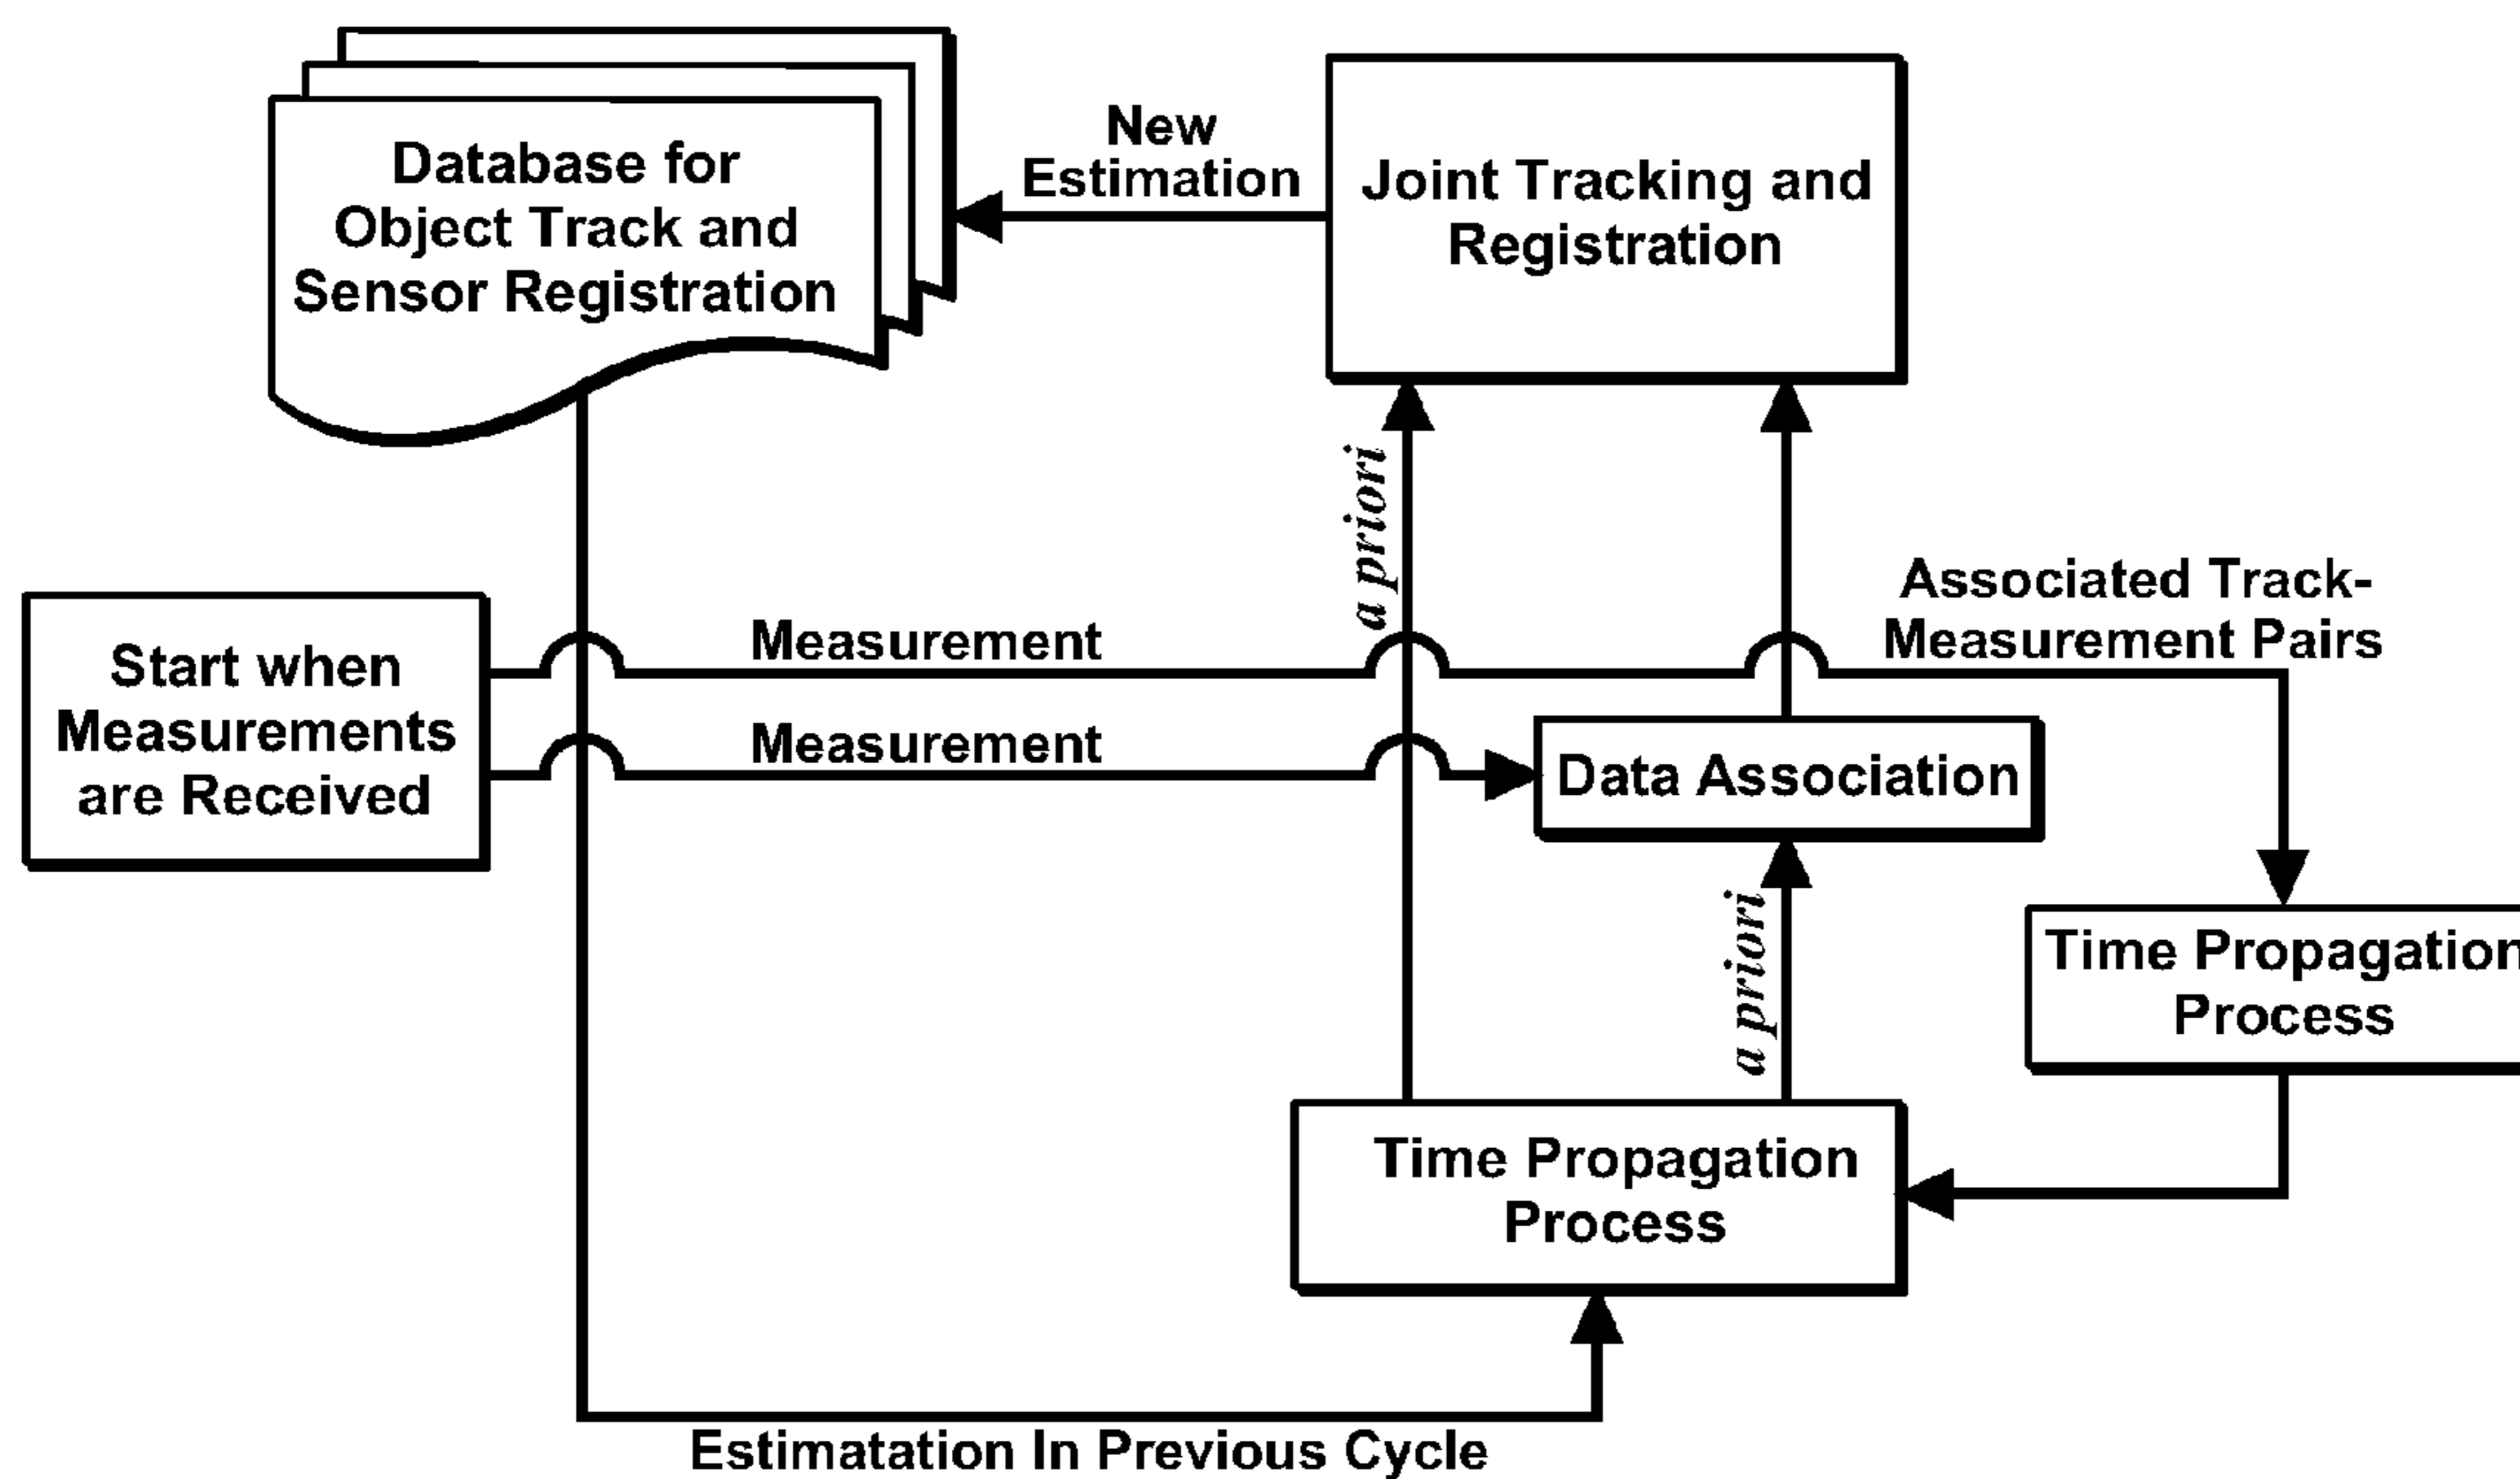 Database for
Object Track and
Sensor Registration
New
Estimation
Joint Tracking and
Registration
a priori
Associated Track-
Measurement Pairs
Start when
Measurements
are Received
Measurement
Measurement
Data Association
a priori
Time Propagation
Process
Time Propagation
Process
Estimatation In Previous Cycle